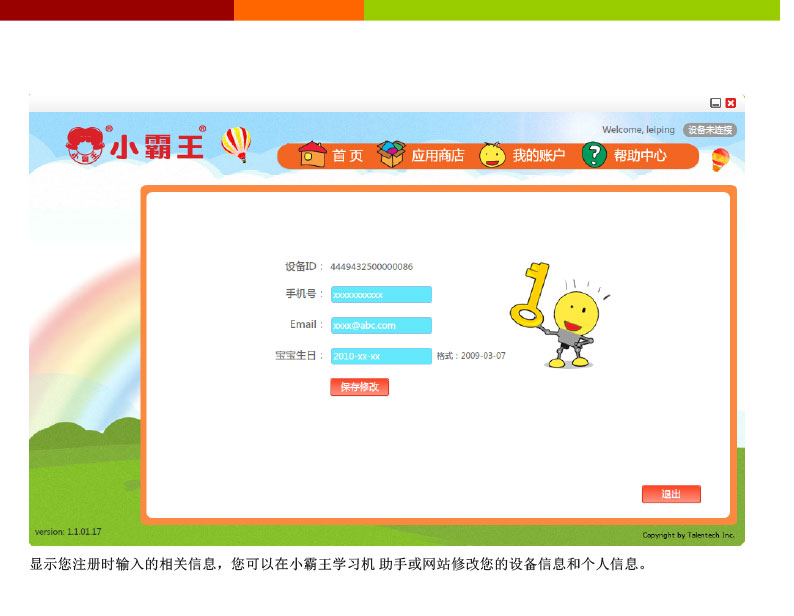 Welcome, leiping 设备未连接
小霸王
小霸王
首 页 应用商店 我的账户 帮助中心
设备ID： 4449432500000086
手机号： xxxxxxxxxxx
Email： xxxx@abc.com
宝宝生日： 2010-xx-xx 格式：2009-03-07
保存修改
退出
version: 1.1.01.17
Copyright by Talentech Inc.
显示您注册时输入的相关信息，您可以在小霸王学习机 助手或网站修改您的设备信息和个人信息。